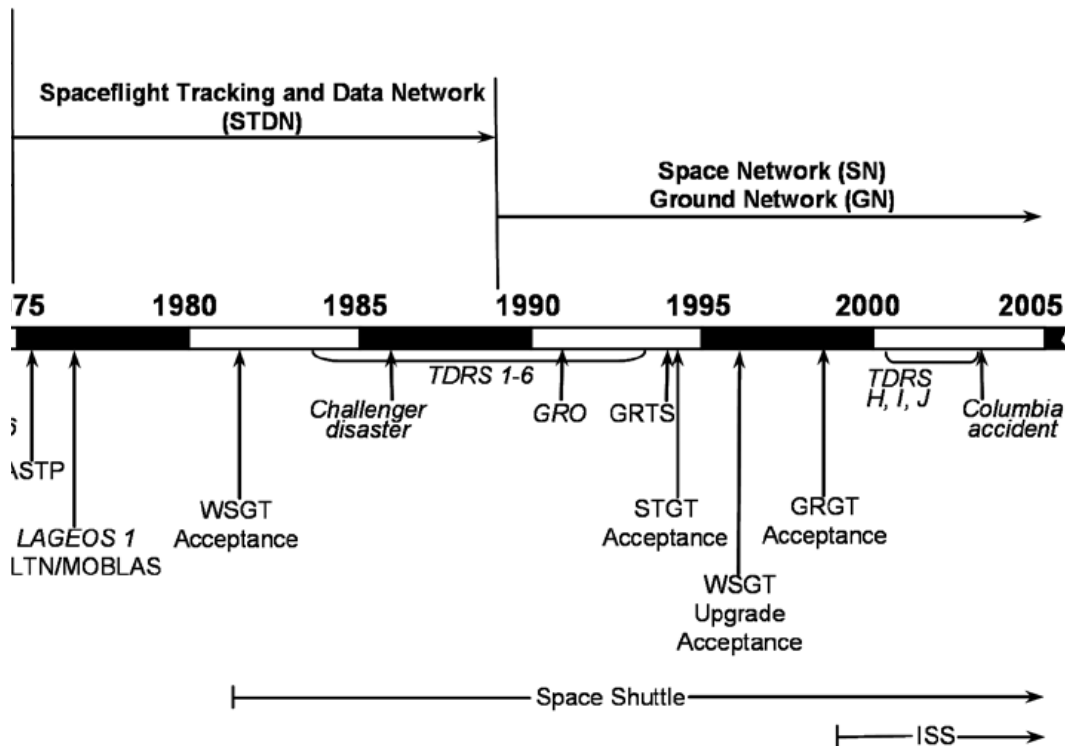 Spaceflight Tracking and Data Network
(STDN)
Space Network (SN)
Ground Network (GN)
75 1980 1985 1990 1995 2000 2005
TDRS 1-6
TDRS
H, I, J
Challenger
disaster
GRO
GRTS
Columbia
accident
6
ASTP
WSGT
Acceptance
STGT
Acceptance
GRGT
Acceptance
LAGEOS 1
LTN/MOBLAS
WSGT
Upgrade
Acceptance
Space Shuttle
ISS